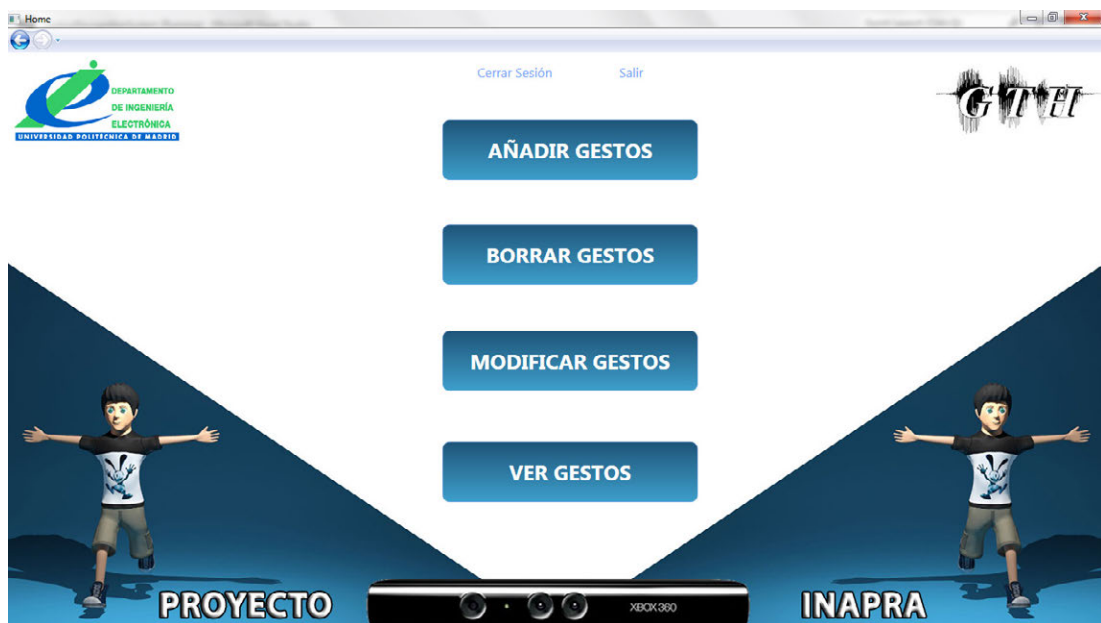 Home
Cerrar Sesión Salir
DEPARTAMENTO
DE INGENIERÍA
ELECTRÓNICA
UNIVERSIDAD POLITECNICA DE MADRID
GTH
AÑADIR GESTOS
BORRAR GESTOS
MODIFICAR GESTOS
VER GESTOS
PROYECTO
XBOX 360
INAPRA